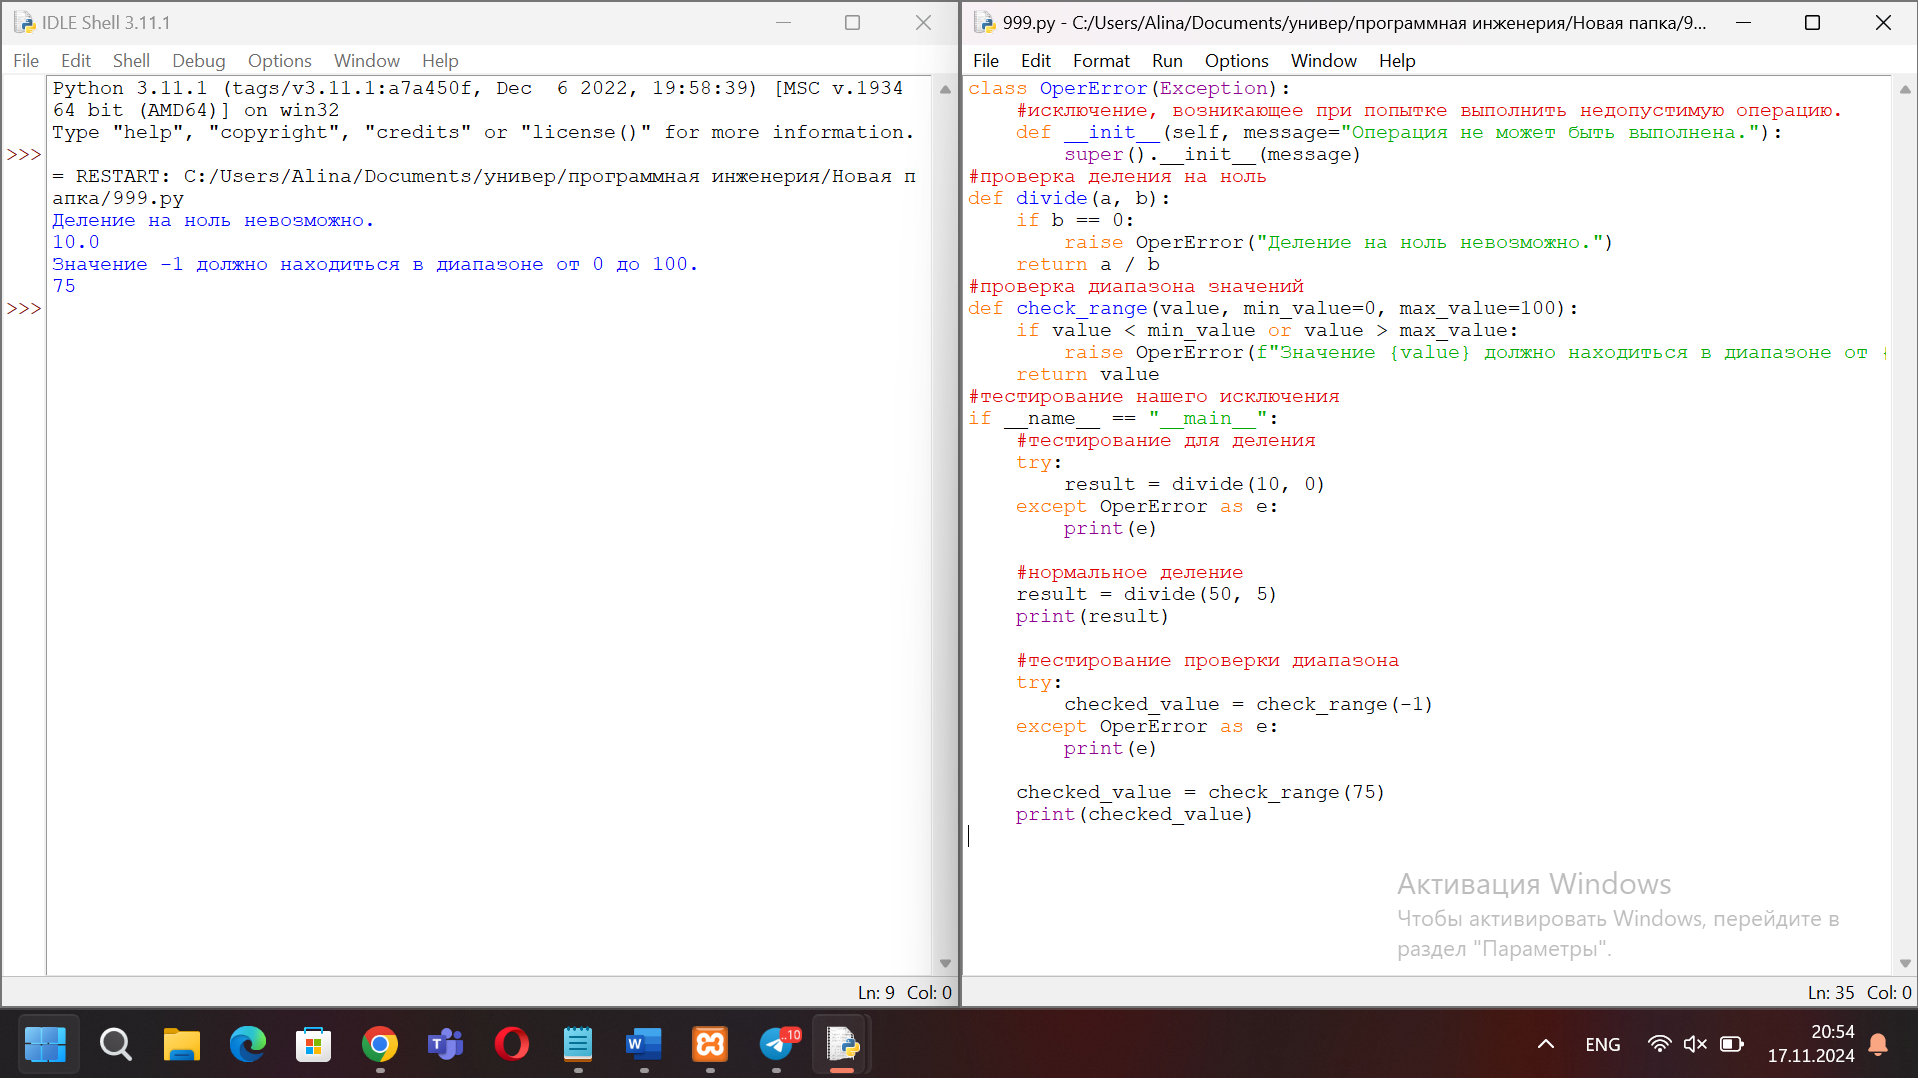 IDLE Shell 3.11.1
File Edit Shell Debug Options Window Help
Python 3.11.1 (tags/v3.11.1:a7a450f, Dec  6 2022, 19:58:39) [MSC v.1934
64 bit (AMD64)] on win32
Type "help", "copyright", "credits" or "license()" for more information.
>>>
= RESTART: C:/Users/Alina/Documents/универ/программная инженерия/Новая п
апка/999.py
Деление на ноль невозможно.
10.0
Значение -1 должно находиться в диапазоне от 0 до 100.
75
>>>
Ln: 9 Col: 0
999.py - C:/Users/Alina/Documents/универ/программная инженерия/Новая папка/9...
File Edit Format Run Options Window Help
class OperError(Exception):
    #исключение, возникающее при попытке выполнить недопустимую операцию.
    def __init__(self, message="Операция не может быть выполнена."):
        super().__init__(message)
#проверка деления на ноль
def divide(a, b):
    if b == 0:
        raise OperError("Деление на ноль невозможно.")
    return a / b
#проверка диапазона значений
def check_range(value, min_value=0, max_value=100):
    if value < min_value or value > max_value:
        raise OperError(f"Значение {value} должно находиться в диапазоне от {
    return value
#тестирование нашего исключения
if __name__ == "__main__":
    #тестирование для деления
    try:
        result = divide(10, 0)
    except OperError as e:
        print(e)
    #нормальное деление
    result = divide(50, 5)
    print(result)
    #тестирование проверки диапазона
    try:
        checked_value = check_range(-1)
    except OperError as e:
        print(e)
    checked_value = check_range(75)
    print(checked_value)
Активация Windows
Чтобы активировать Windows, перейдите в
раздел "Параметры".
Ln: 35 Col: 0
ENG
20:54
17.11.2024